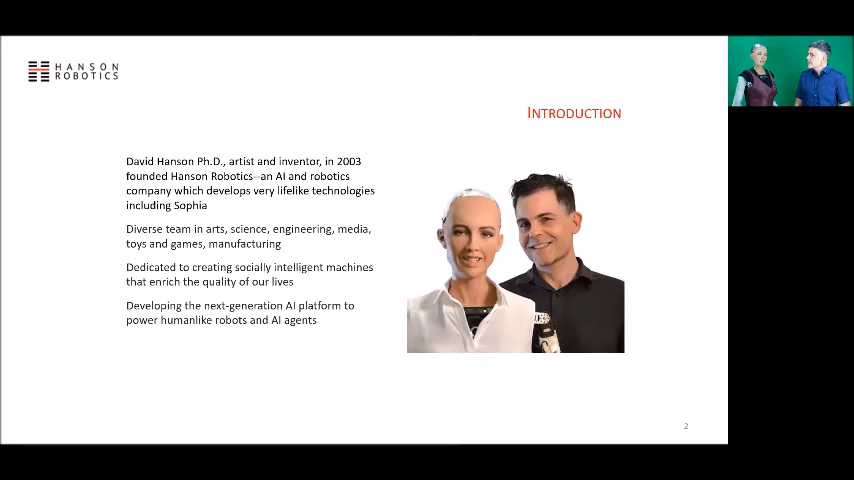 HANSON
ROBOTICS
INTRODUCTION
David Hanson Ph.D., artist and inventor, in 2003
founded Hanson Robotics--an AI and robotics
company which develops very lifelike technologies
including Sophia
Diverse team in arts, science, engineering, media,
toys and games, manufacturing
Dedicated to creating socially intelligent machines
that enrich the quality of our lives
Developing the next-generation AI platform to
power humanlike robots and AI agents
2